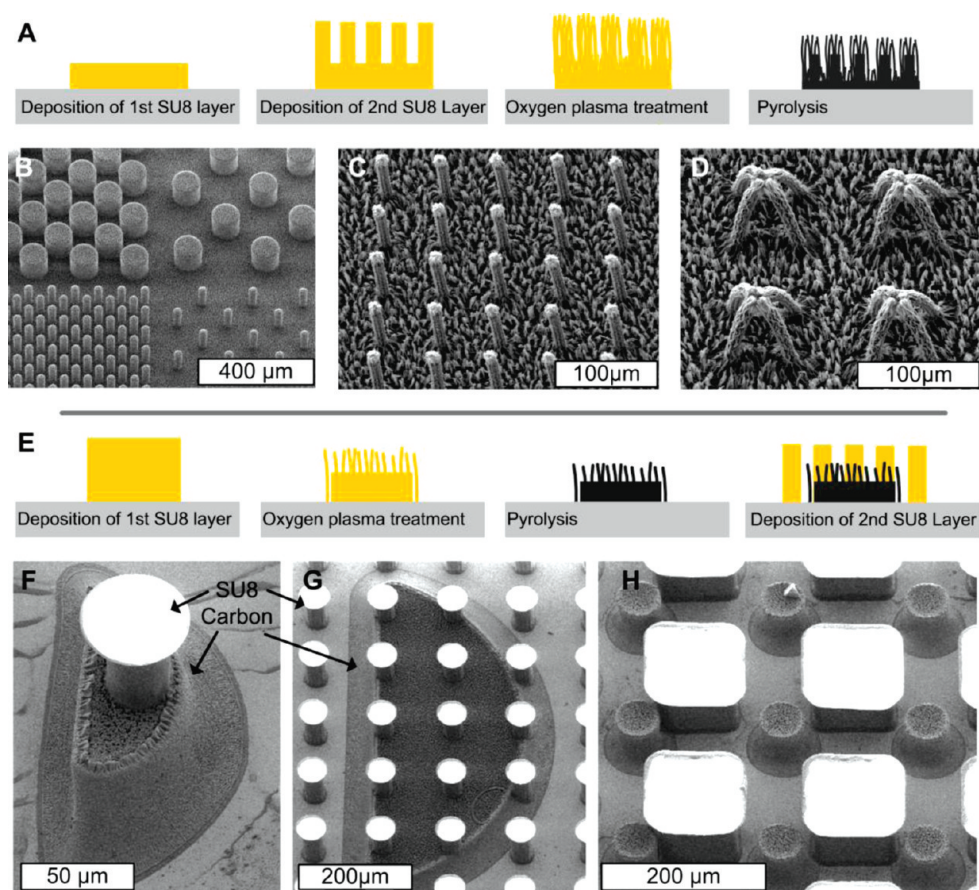 A
Deposition of 1st SU8 layer
Deposition of 2nd SU8 Layer
Oxygen plasma treatment
Pyrolysis
B
400 µm
C
100µm
D
100µm
E
Deposition of 1st SU8 layer
Oxygen plasma treatment
Pyrolysis
Deposition of 2nd SU8 Layer
F
SU8
Carbon
50 µm
G
200µm
H
200 µm